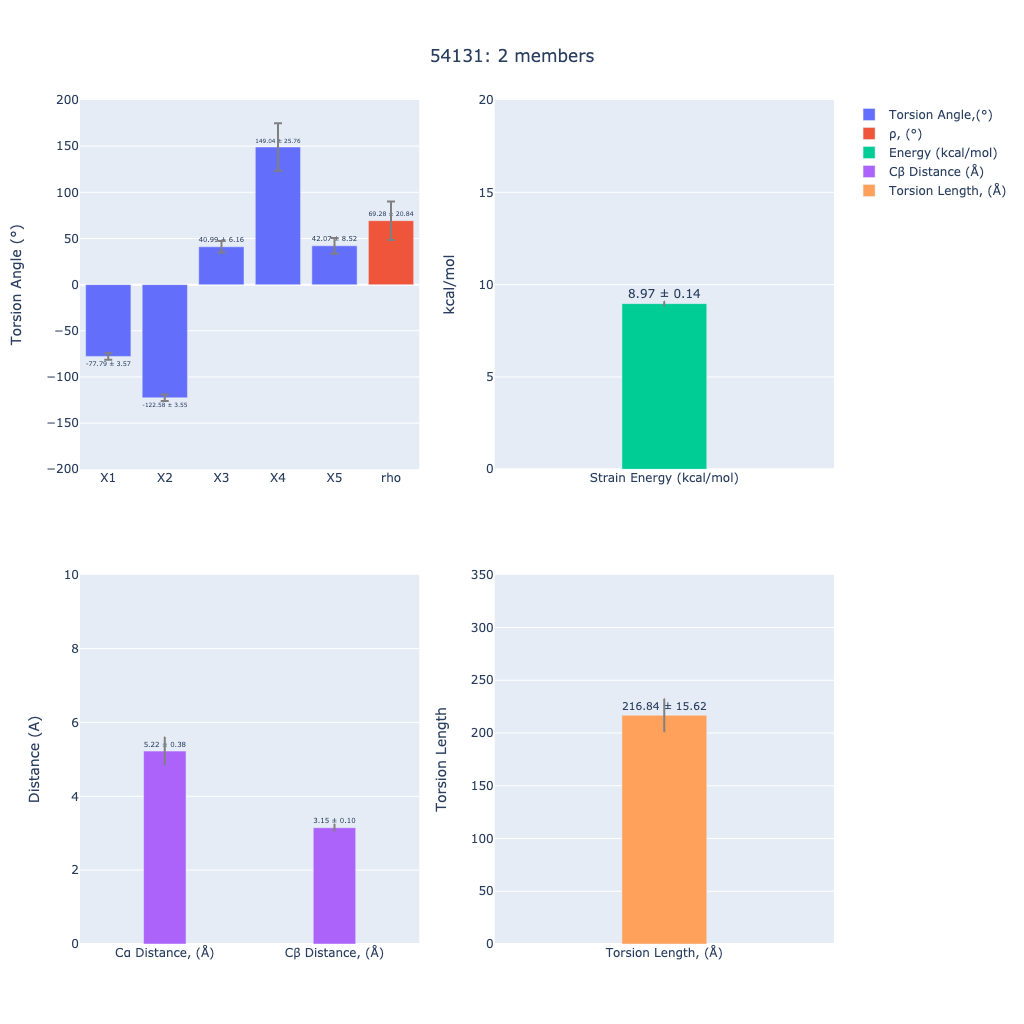 54131: 2 members
Torsion Angle (°)
200
150
100
50
0
−50
−100
−150
−200
-77.79 ± 3.57
-122.58 ± 3.55
40.99 ± 6.16
149.04 ± 25.76
42.07 ± 8.52
69.28 ± 20.84
X1 X2 X3 X4 X5 rho
kcal/mol
20
15
10
5
0
8.97 ± 0.14
Strain Energy (kcal/mol)
Torsion Angle,(°)
ρ, (°)
Energy (kcal/mol)
Cβ Distance (Å)
Torsion Length, (Å)
Distance (A)
10
8
6
4
2
0
5.22 ± 0.38
3.15 ± 0.10
Cα Distance, (Å) Cβ Distance, (Å)
Torsion Length
350
300
250
200
150
100
50
0
216.84 ± 15.62
Torsion Length, (Å)